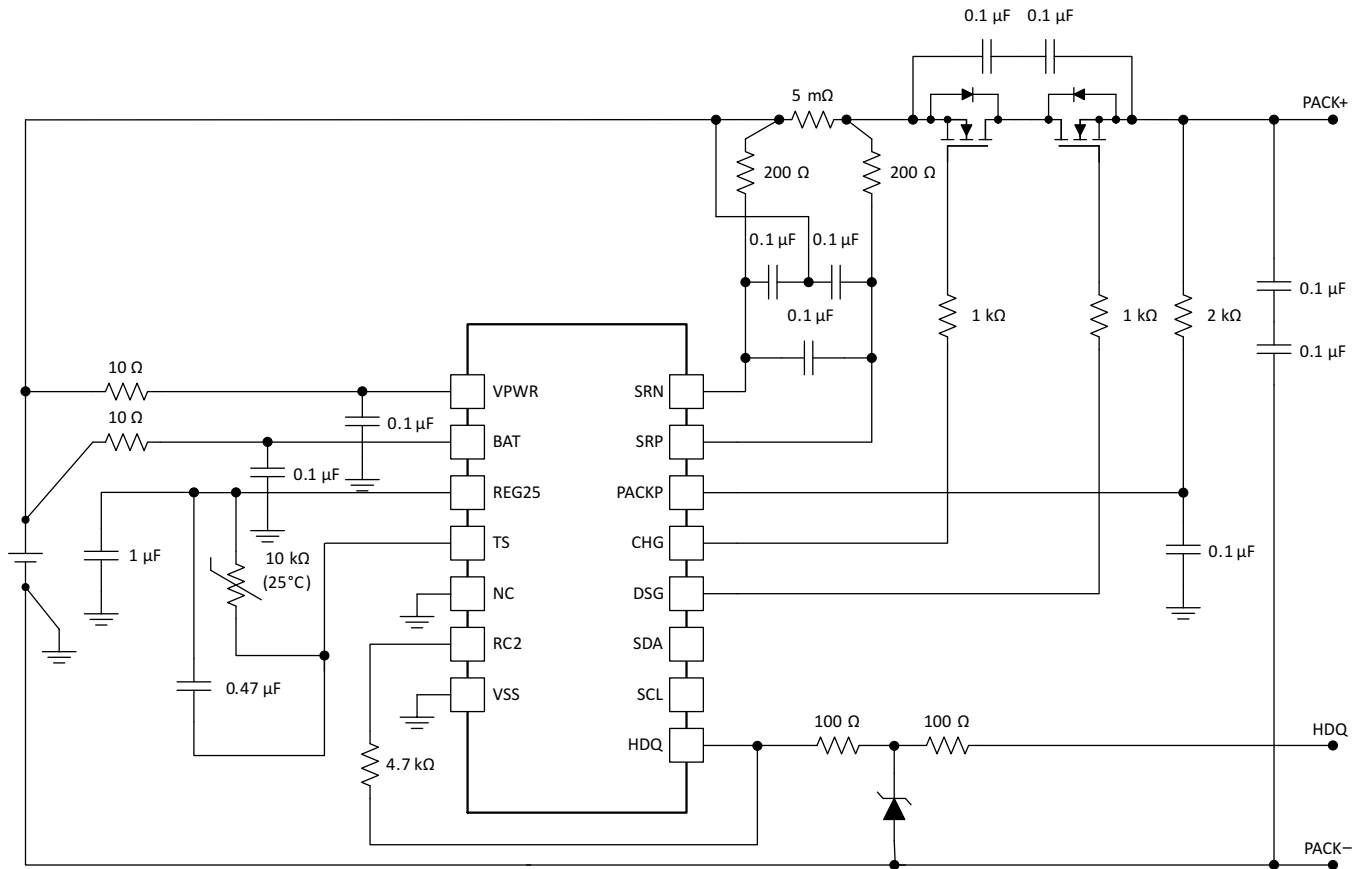 0.1 µF 0.1 µF
5 mΩ
PACK+
200 Ω 200 Ω
0.1 µF 0.1 µF
0.1 µF
1 kΩ 1 kΩ 2 kΩ
0.1 µF
0.1 µF
10 Ω
VPWR SRN
0.1 µF
10 Ω
BAT SRP
0.1 µF
REG25 PACKP
1 µF
10 kΩ
(25°C)
TS CHG
0.1 µF
NC DSG
RC2 SDA
0.47 µF
VSS SCL
100 Ω 100 Ω
HDQ
HDQ
4.7 kΩ
PACK–